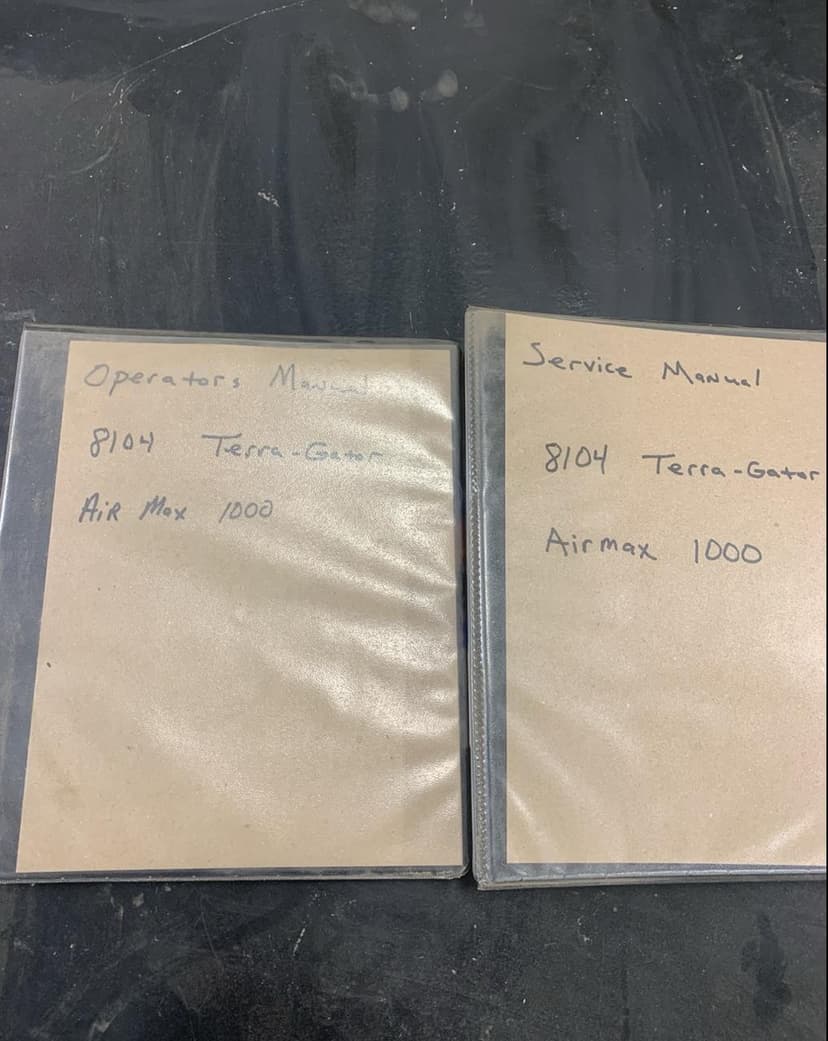 Operators Manual
8104 Terra-Gator
AiR Max 1000
Service Manual
8104 Terra-Gator
Airmax 1000